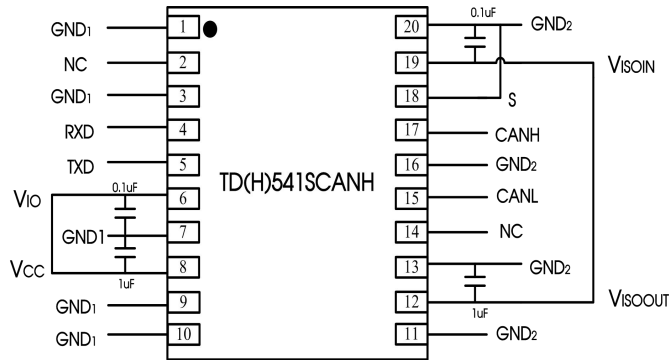 GND1 1 20 0.1uF GND2
NC 2 19 VISOIN
GND1 3 18 S
RXD 4 17 CANH
TXD 5 16 GND2
TD(H)541SCANH
VIO 0.1uF 6 15 CANL
GND1 7 14 NC
VCC 1uF 8 13 GND2
GND1 9 12 1uF VISOOUT
GND1 10 11 GND2